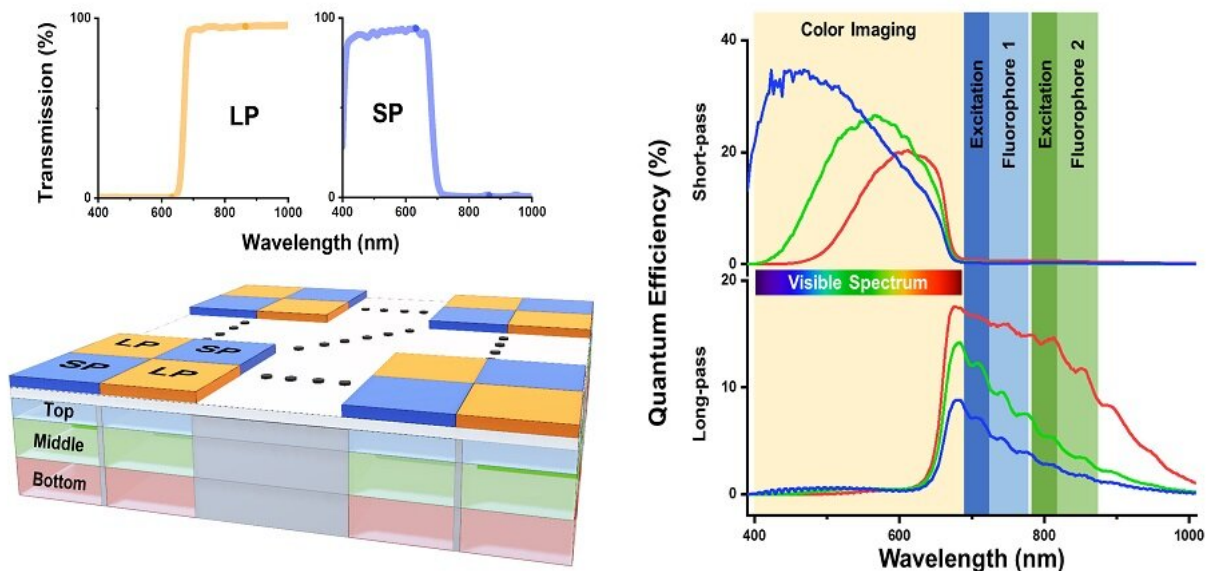 100
Transmission (%)
0
LP
400
600
800
1000
100
0
SP
400
600
800
1000
Wavelength (nm)
LP
SP
SP
LP
Top
Middle
Bottom
Quantum Efficiency (%)
Short-pass
40
20
0
Color Imaging
Excitation
Fluorophore 1
Excitation
Fluorophore 2
Visible Spectrum
Long-pass
20
10
0
400
600
800
1000
Wavelength (nm)